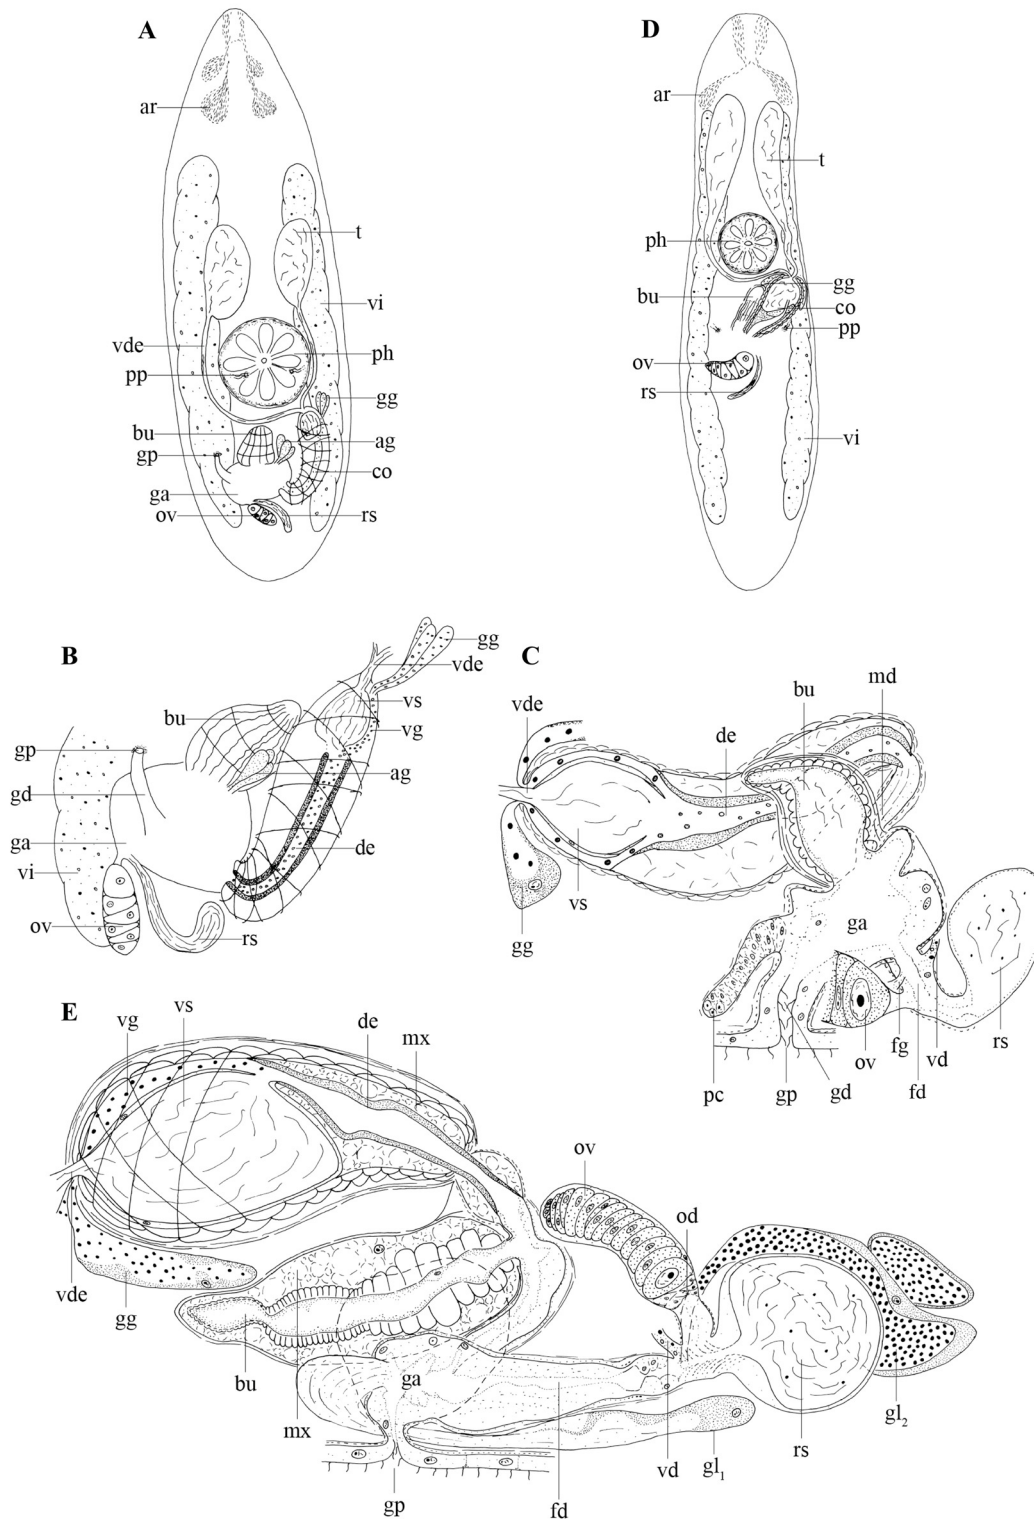 A
ar
t
vi
vde
ph
pp
gg
bu
ag
gp
co
ga
ov
rs
D
ar
t
ph
gg
bu
co
pp
ov
rs
vi
B
gg
vde
vs
bu
vg
gp
ag
gd
ga
de
vi
ov
rs
C
md
bu
vde
de
vs
gg
ga
rs
fg
vd
ov
fd
pc
gp
gd
E
vg
vs
de
mx
ov
od
vde
gg
bu
ga
mx
gl₂
rs
vd
gl₁
gp
fd